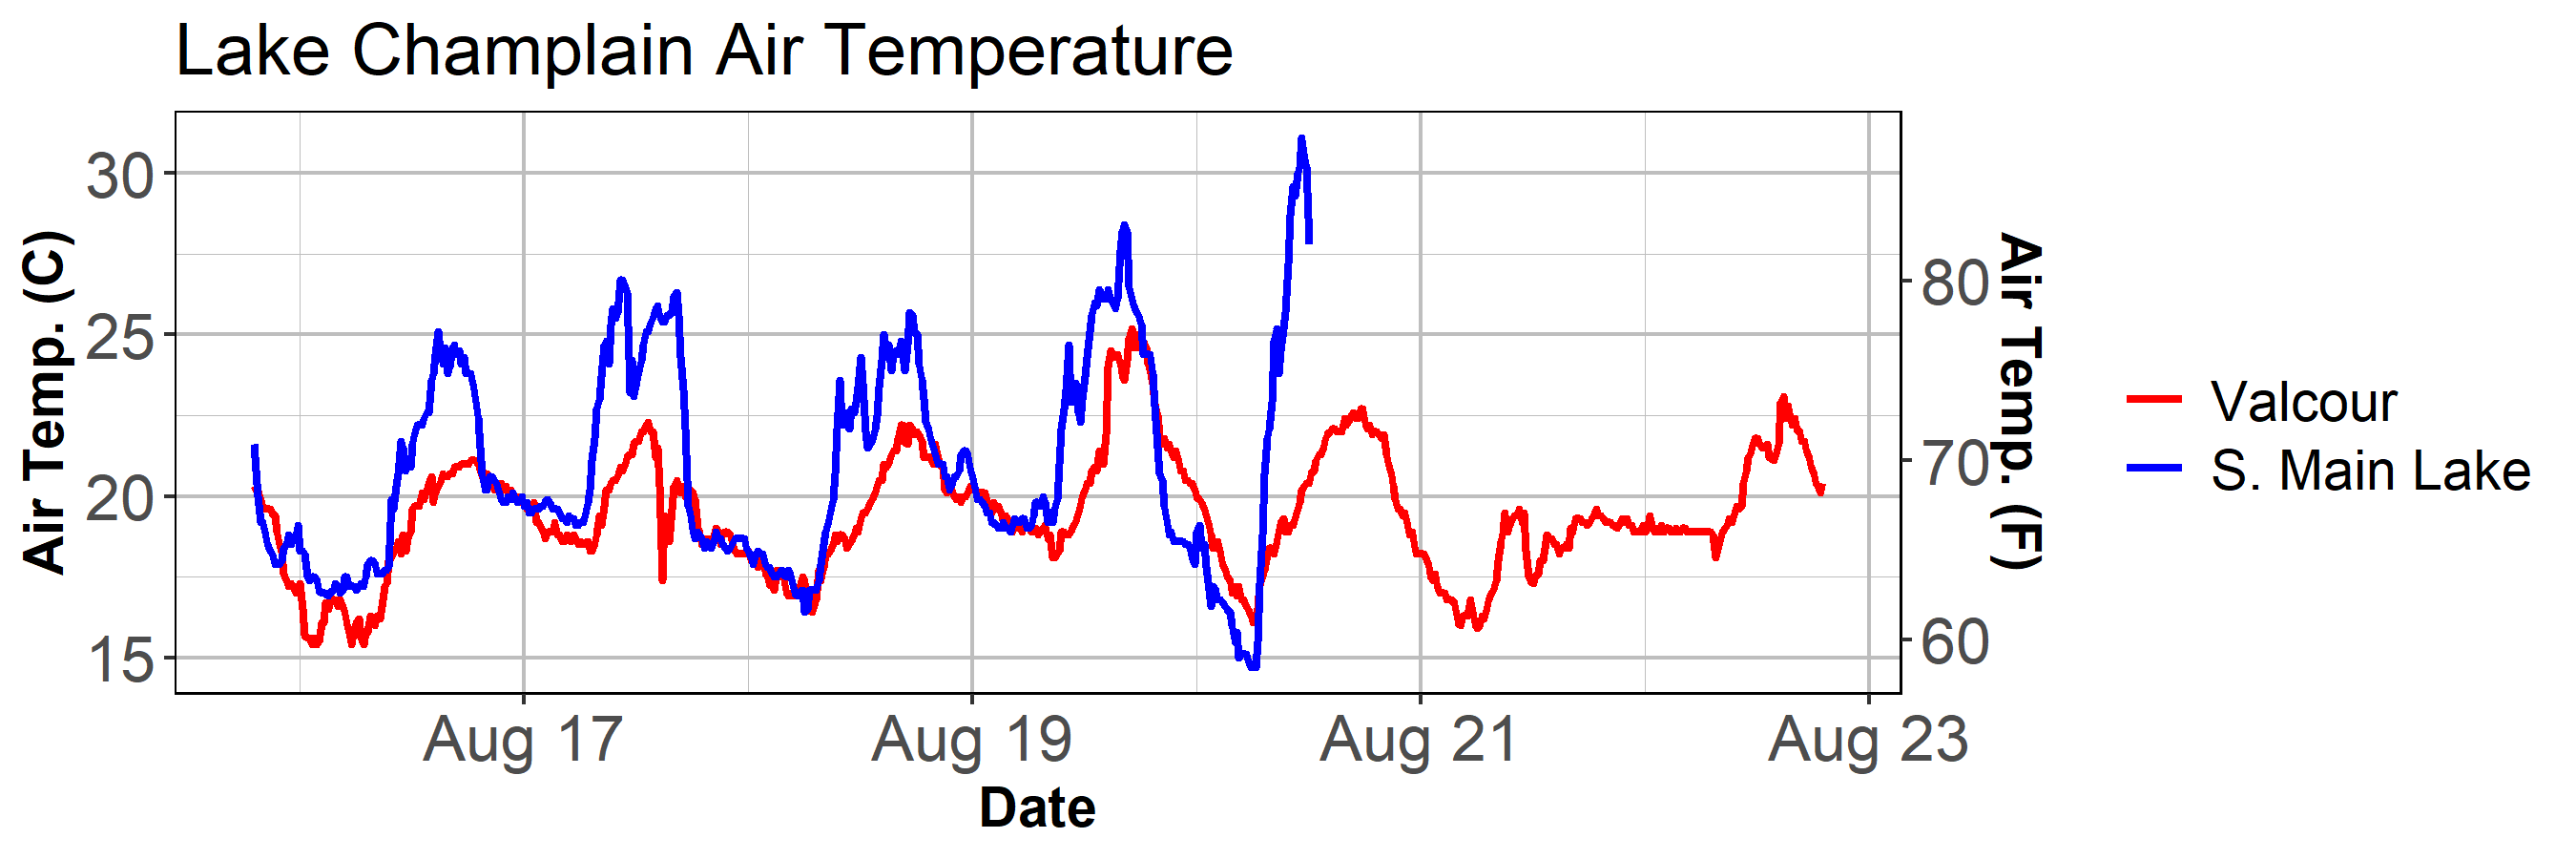 Lake Champlain Air Temperature
Air Temp. (C)
30
25
20
15
80
70
60
Air Temp. (F)
Valcour
S. Main Lake
Aug 17
Aug 19
Aug 21
Aug 23
Date